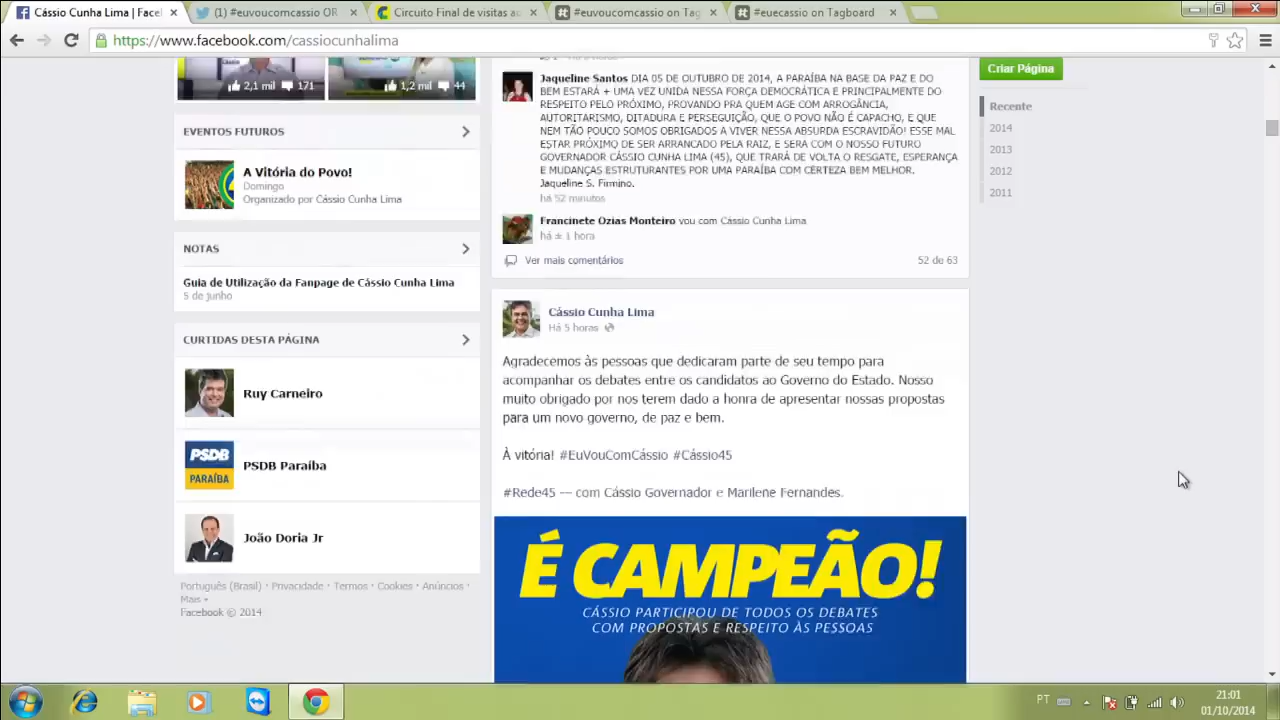 Cássio Cunha Lima | Facel
(12) #euvoucomcassio OR
Circuito Final de visitas ao
#euvoucomcassio on Tag
#euecassio on Tagboard
https://www.facebook.com/cassiocunhalima
2,1 mil 171
1,2 mil 44
EVENTOS FUTUROS
A Vitória do Povo!
Domingo
Organizado por Cássio Cunha Lima
NOTAS
Guia de Utilização da Fanpage de Cássio Cunha Lima
5 de junho
CURTIDAS DESTA PÁGINA
Ruy Carneiro
PSDB
PARAÍBA
PSDB Paraíba
João Doria Jr
Português (Brasil) · Privacidade · Termos · Cookies · Anúncios ·
Mais
Facebook © 2014
Jaqueline Santos DIA 05 DE OUTUBRO DE 2014, A PARAÍBA NA BASE DA PAZ E DO
BEM ESTARÁ + UMA VEZ UNIDA NESSA FORÇA DEMOCRÁTICA E PRINCIPALMENTE DO
RESPEITO PELO PRÓXIMO, PROVANDO PRA QUEM AGE COM ARROGÂNCIA,
AUTORITARISMO, DITADURA E PERSEGUIÇÃO, QUE O POVO NÃO É CAPACHO, E QUE
NEM TÃO POUCO SOMOS OBRIGADOS A VIVER NESSA ABSURDA ESCRAVIDÃO! ESSE MAL
ESTAR PRÓXIMO DE SER ARRANCADO PELA RAIZ, E SERA COM O NOSSO FUTURO
GOVERNADOR CÁSSIO CUNHA LIMA (45), QUE TRARÁ DE VOLTA O RESGATE, ESPERANÇA
E MUDANÇAS ESTRUTURANTES POR UMA PARAÍBA COM CERTEZA BEM MELHOR.
Jaqueline S. Firmino.
há 52 minutos
Francinete Ozias Monteiro vou com Cássio Cunha Lima
há ± 1 hora
Ver mais comentários
52 de 63
Cássio Cunha Lima
Há 5 horas
Agradecemos às pessoas que dedicaram parte de seu tempo para
acompanhar os debates entre os candidatos ao Governo do Estado. Nosso
muito obrigado por nos terem dado a honra de apresentar nossas propostas
para um novo governo, de paz e bem.
À vitória! #EuVouComCássio #Cássio45
#Rede45 — com Cássio Governador e Marilene Fernandes.
É CAMPEÃO!
CÁSSIO PARTICIPOU DE TODOS OS DEBATES
COM PROPOSTAS E RESPEITO ÀS PESSOAS
Criar Página
Recente
2014
2013
2012
2011
PT
21:01
01/10/2014